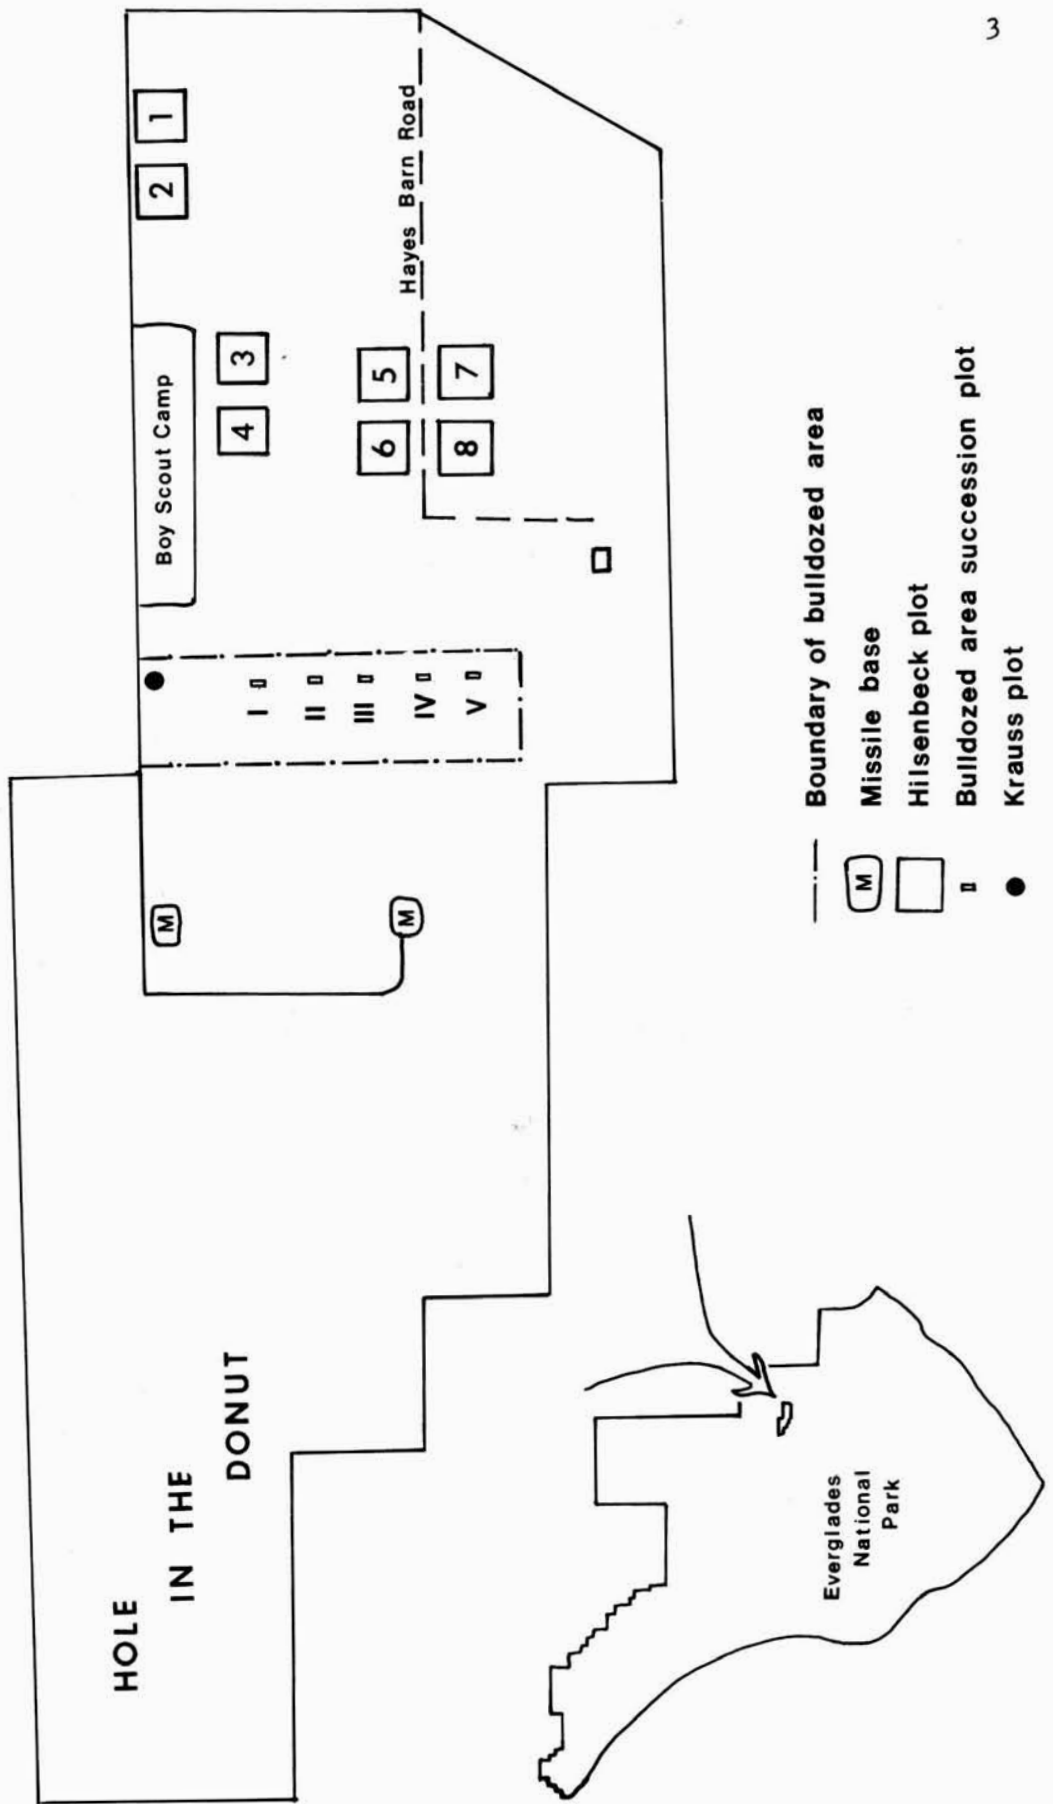 3
HOLE
IN THE
DONUT
M
M
I
II
III
IV
V
Boy Scout Camp
2
1
4
3
6
5
8
7
Hayes Barn Road
Everglades
National
Park
Boundary of bulldozed area
M Missile base
Hilsenbeck plot
Bulldozed area succession plot
Krauss plot